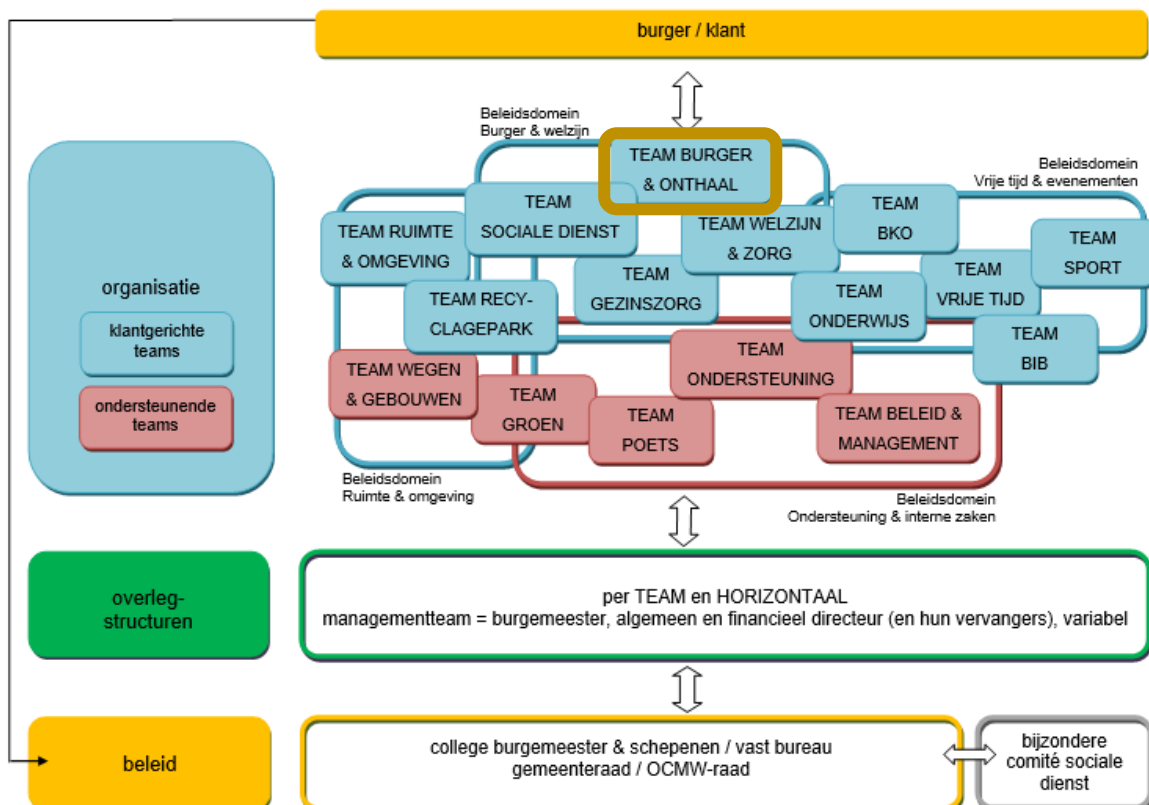 burger / klant
Beleidsdomein
Burger & welzijn
TEAM BURGER
& ONTHAAL
Beleidsdomein
Vrije tijd & evenementen
TEAM
SOCIALE DIENST
TEAM WELZIJN
& ZORG
TEAM
BKO
TEAM RUIMTE
& OMGEVING
TEAM
SPORT
TEAM
GEZINSZORG
TEAM
VRIJE TIJD
TEAM RECY-
CLAGEPARK
TEAM
ONDERWIJS
TEAM
BIB
organisatie
klantgerichte
teams
ondersteunende
teams
TEAM WEGEN
& GEBOUWEN
TEAM
ONDERSTEUNING
TEAM
GROEN
TEAM
POETS
TEAM BELEID &
MANAGEMENT
Beleidsdomein
Ruimte & omgeving
Beleidsdomein
Ondersteuning & interne zaken
overleg-
structuren
per TEAM en HORIZONTAAL
managementteam = burgemeester, algemeen en financieel directeur (en hun vervangers), variabel
beleid
college burgemeester & schepenen / vast bureau
gemeenteraad / OCMW-raad
bijzondere
comité sociale
dienst